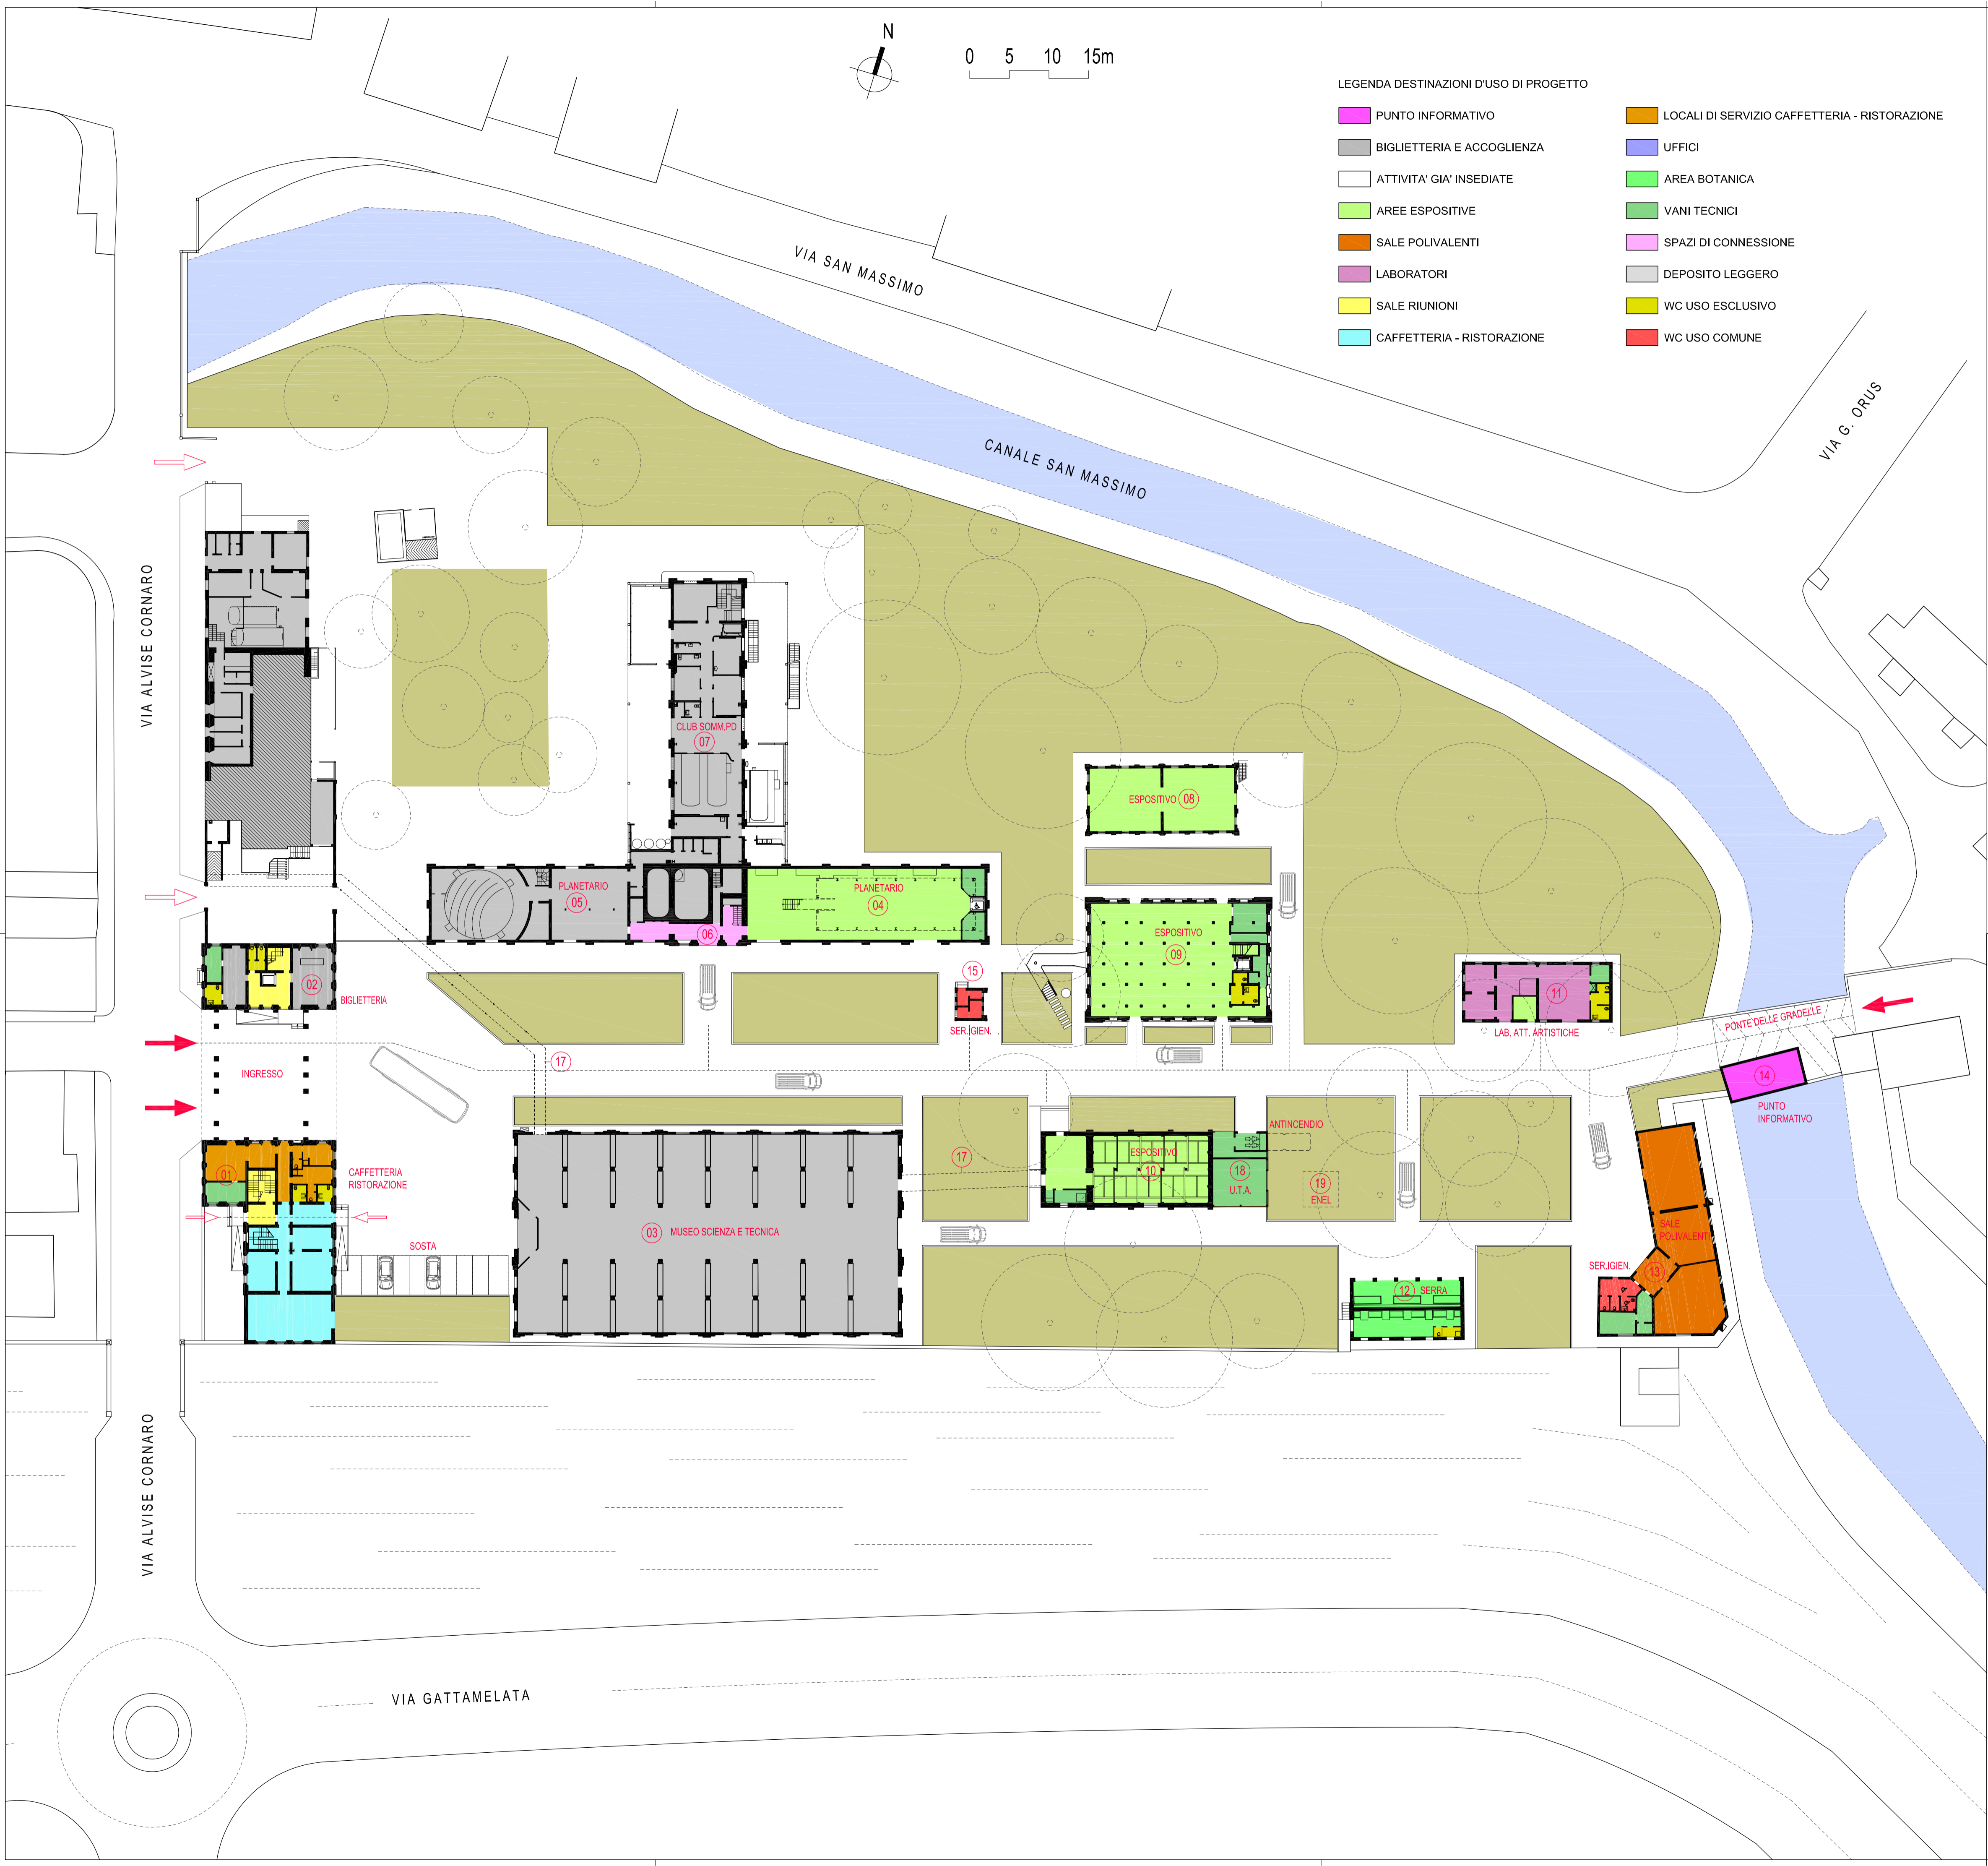 N
0 5 10 15m
LEGENDA DESTINAZIONI D'USO DI PROGETTO
PUNTO INFORMATIVO
BIGLIETTERIA E ACCOGLIENZA
ATTIVITA' GIA' INSEDIATE
AREE ESPOSITIVE
SALE POLIVALENTI
LABORATORI
SALE RIUNIONI
CAFFETTERIA - RISTORAZIONE
LOCALI DI SERVIZIO CAFFETTERIA - RISTORAZIONE
UFFICI
AREA BOTANICA
VANI TECNICI
SPAZI DI CONNESSIONE
DEPOSITO LEGGERO
WC USO ESCLUSIVO
WC USO COMUNE
VIA SAN MASSIMO
CANALE SAN MASSIMO
VIA G. ORUS
VIA ALVISE CORNARO
CLUB SOMM.PD
07
ESPOSITIVO 08
PLANETARIO
05
PLANETARIO
04
06
ESPOSITIVO
09
15
SER.IGIEN.
02
BIGLIETTERIA
11
LAB. ATT. ARTISTICHE
PONTE DELLE GRADELLE
14
PUNTO
INFORMATIVO
INGRESSO
17
01
CAFFETTERIA
RISTORAZIONE
SOSTA
03 MUSEO SCIENZA E TECNICA
17
ESPOSITIVO
10
ANTINCENDIO
18
U.T.A.
19
ENEL
SALE
POLIVALENTI
SER.IGIEN.
13
12 SERRA
VIA ALVISE CORNARO
VIA GATTAMELATA